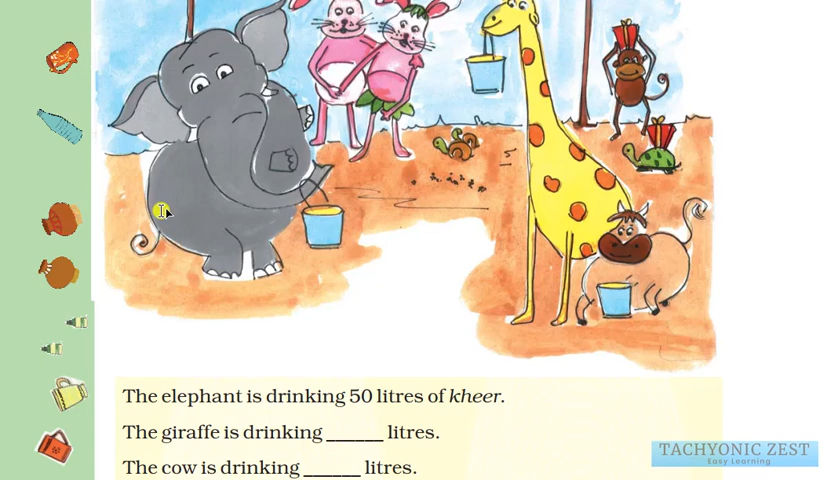 The elephant is drinking 50 litres of kheer.
The giraffe is drinking ______ litres.
The cow is drinking ______ litres.
TACHYONIC ZEST
Easy Learning